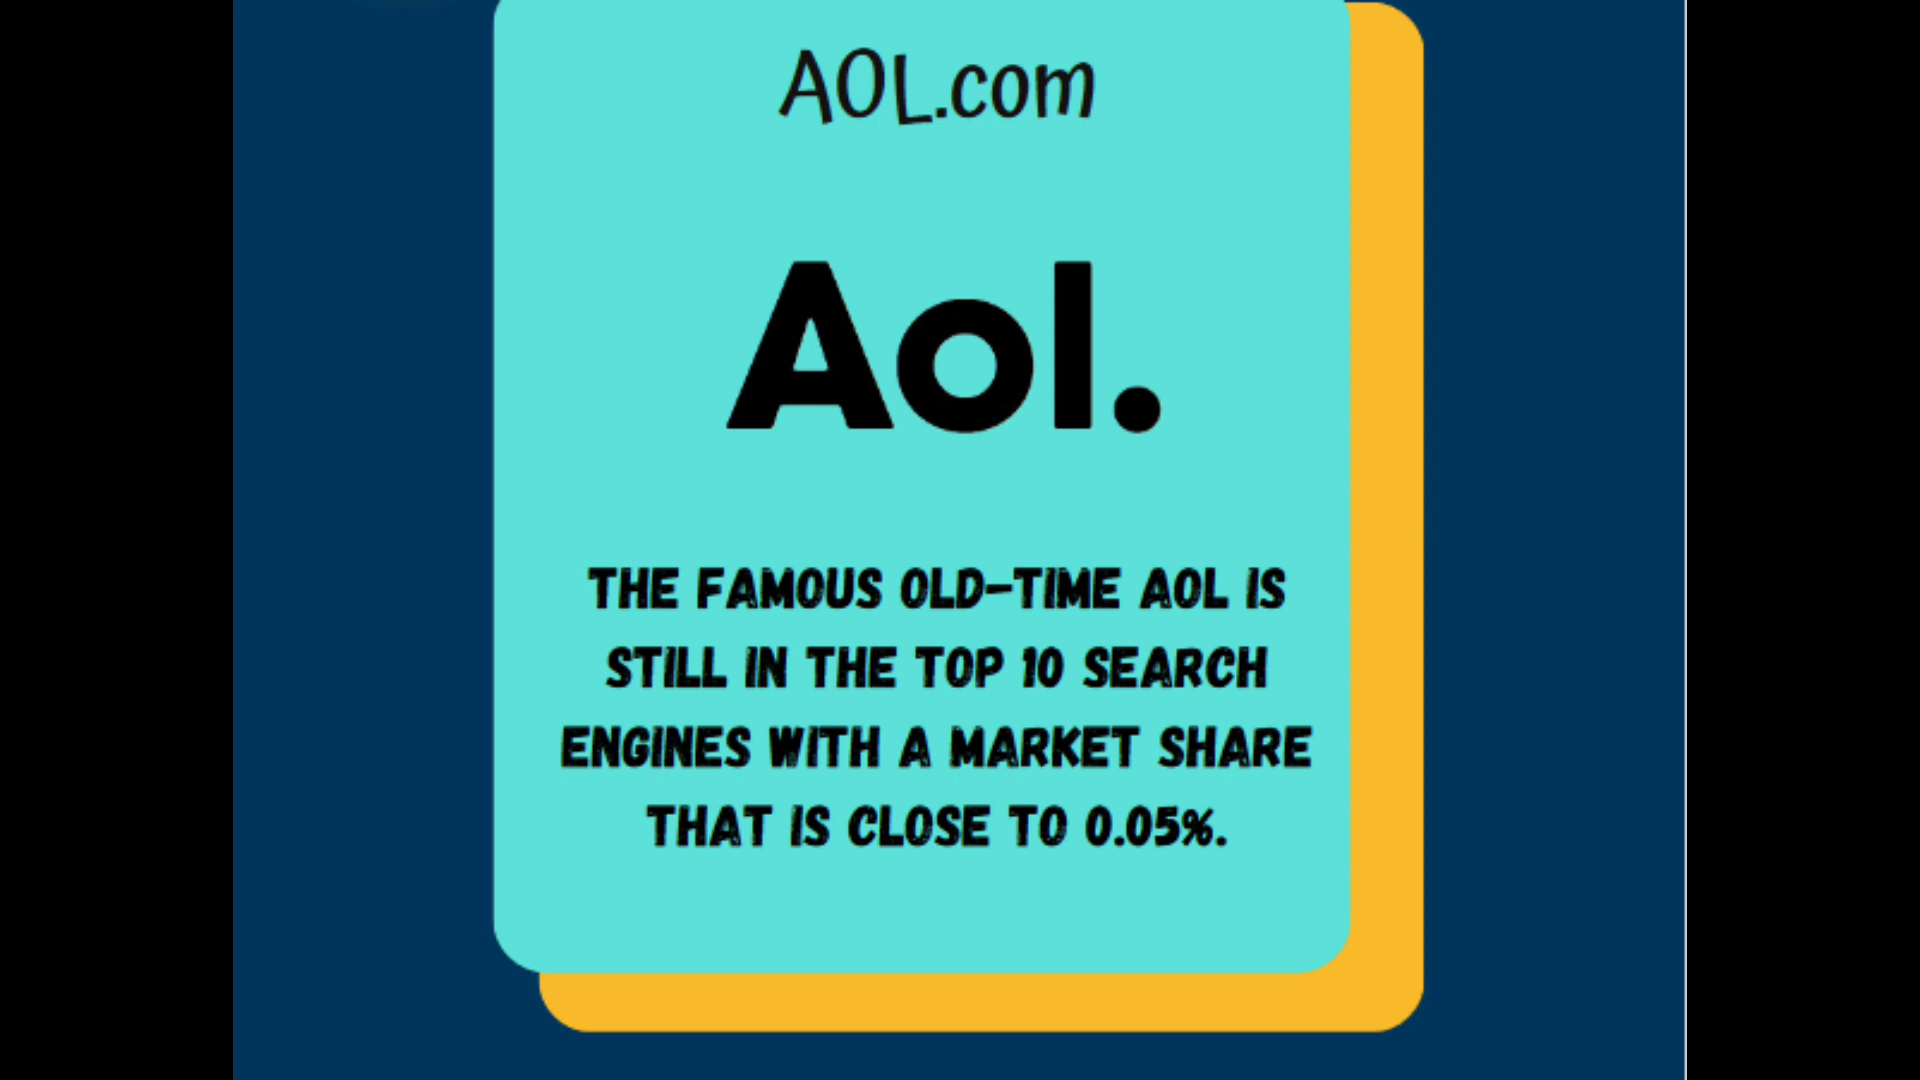 AOL.com
Aol.
THE FAMOUS OLD-TIME AOL IS
STILL IN THE TOP 10 SEARCH
ENGINES WITH A MARKET SHARE
THAT IS CLOSE TO 0.05%.